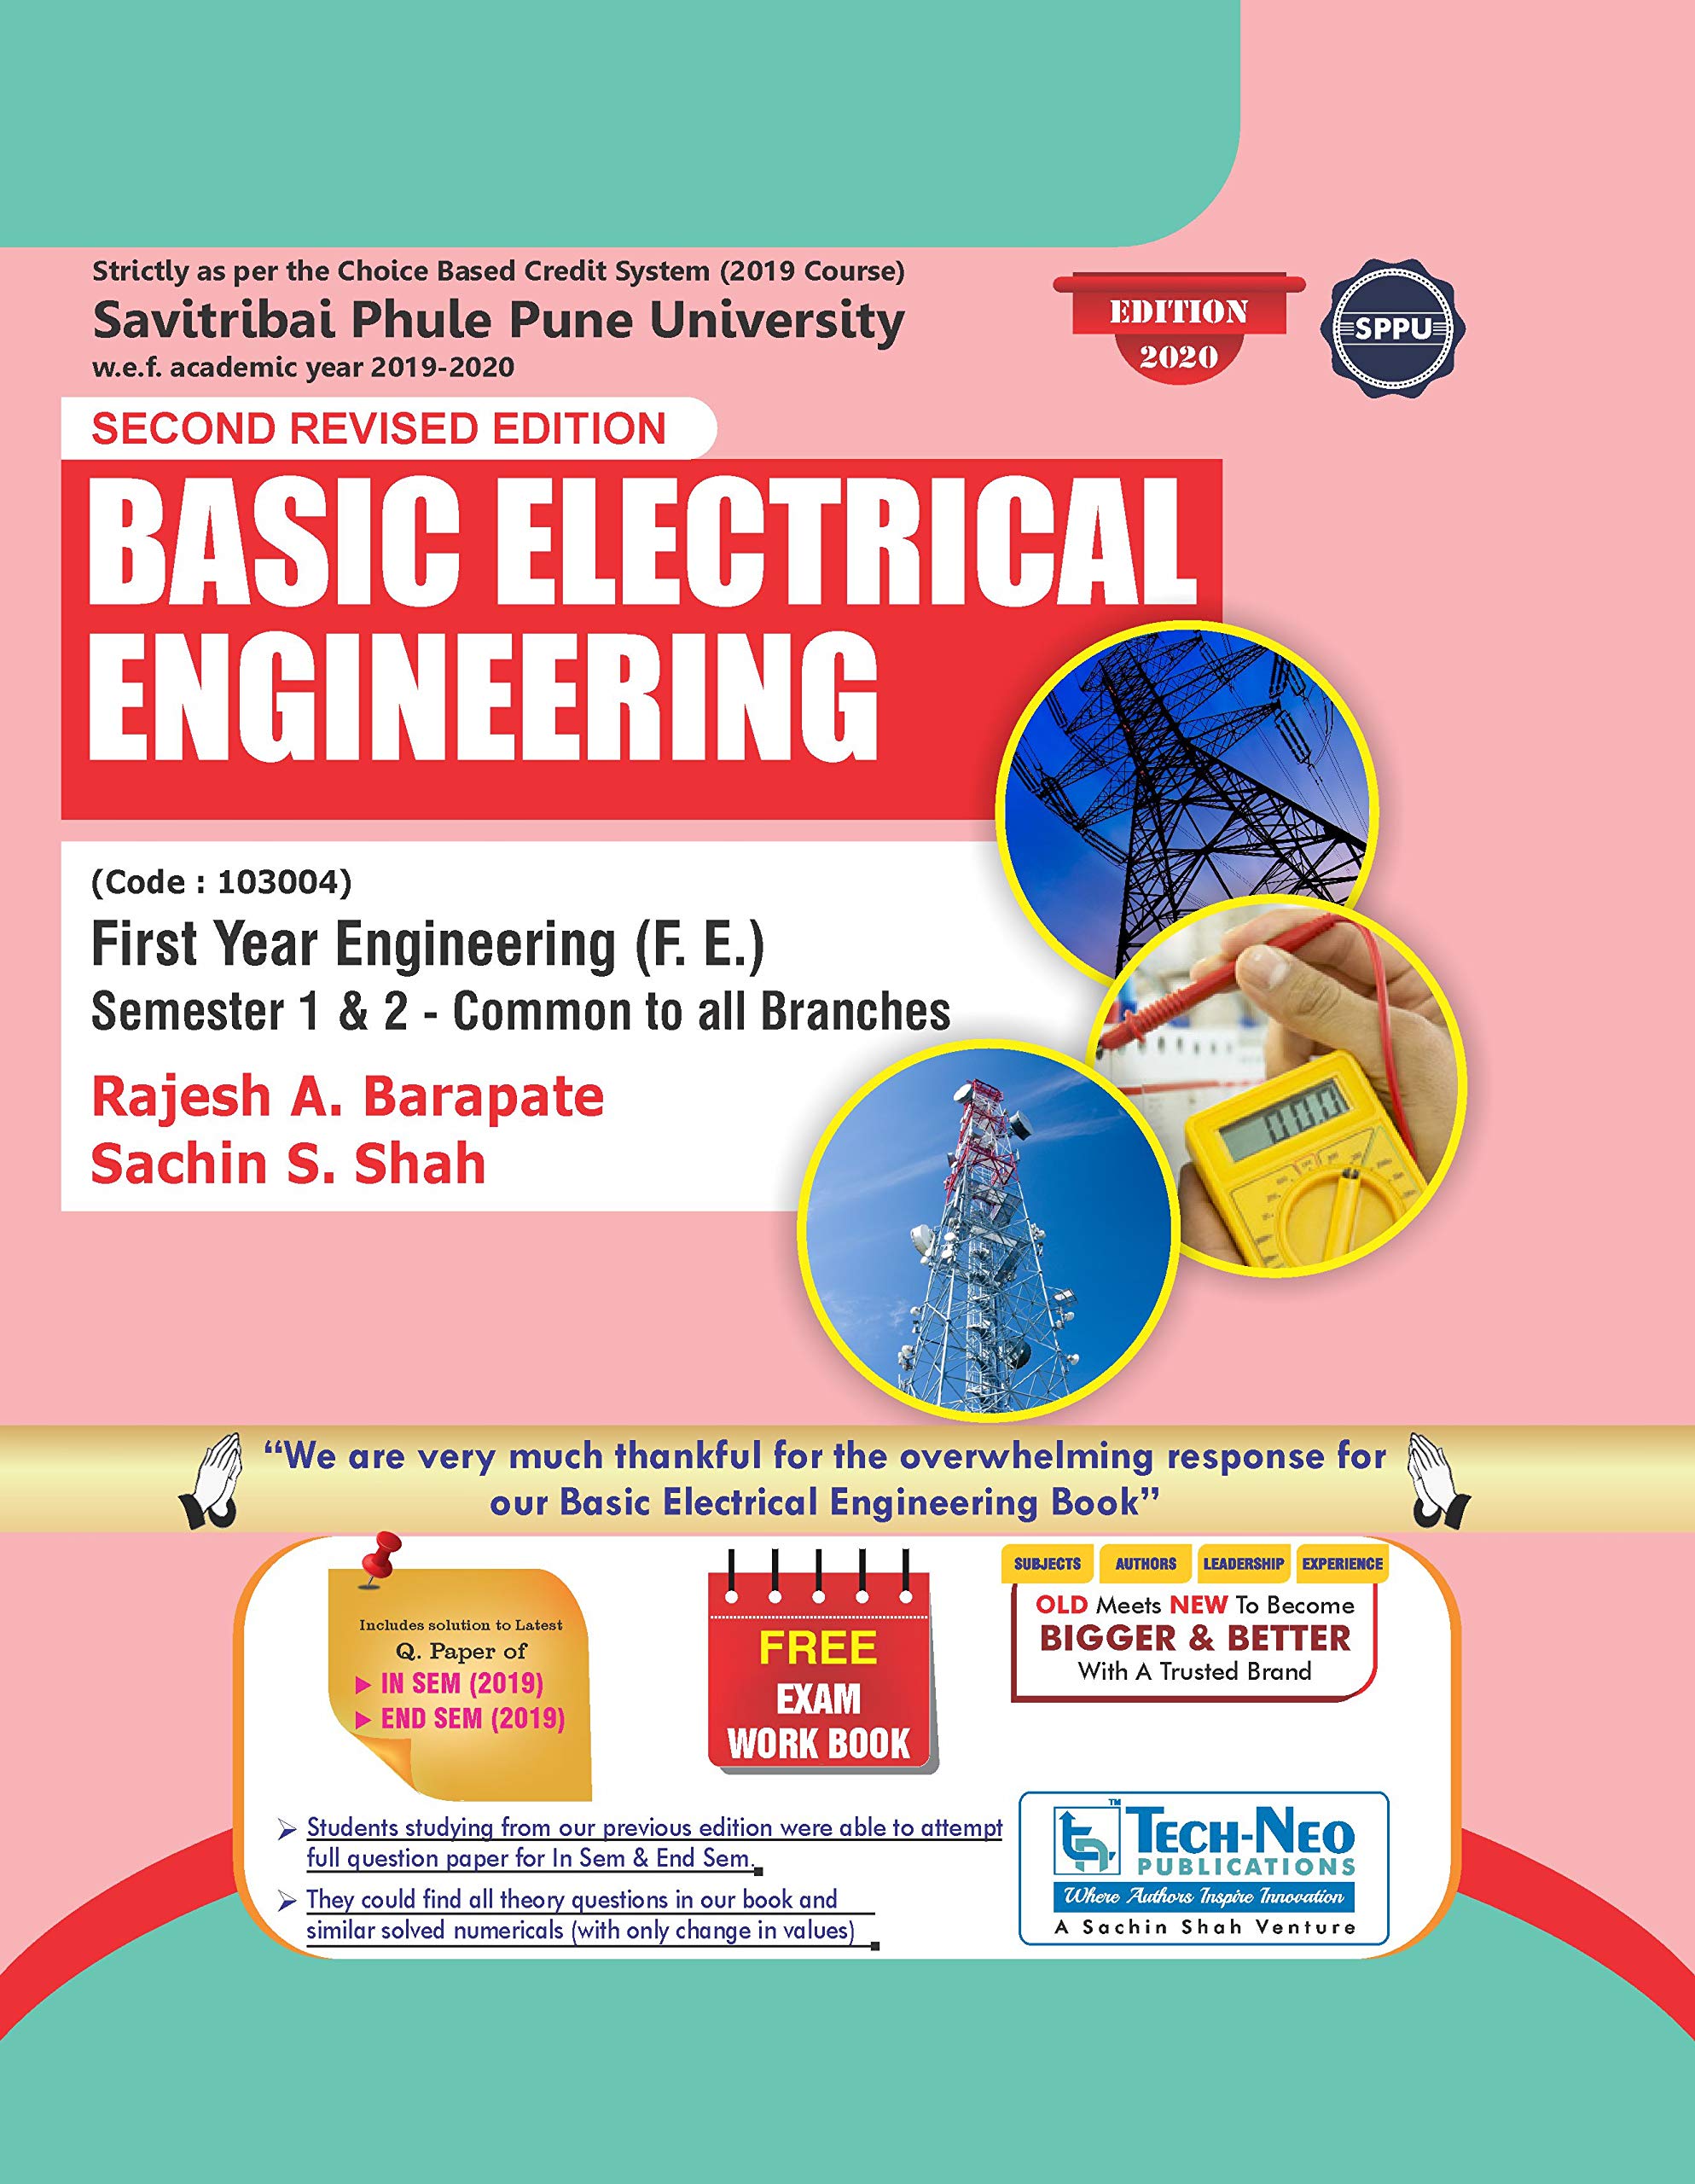 Strictly as per the Choice Based Credit System (2019 Course)
Savitribai Phule Pune University
w.e.f. academic year 2019-2020
EDITION
2020
SPPU
SECOND REVISED EDITION
BASIC ELECTRICAL
ENGINEERING
(Code : 103004)
First Year Engineering (F. E.)
Semester 1 & 2 - Common to all Branches
Rajesh A. Barapate
Sachin S. Shah
“We are very much thankful for the overwhelming response for
our Basic Electrical Engineering Book”
Includes solution to Latest
Q. Paper of
IN SEM (2019)
END SEM (2019)
FREE
EXAM
WORK BOOK
SUBJECTS AUTHORS LEADERSHIP EXPERIENCE
OLD Meets NEW To Become
BIGGER & BETTER
With A Trusted Brand
Students studying from our previous edition were able to attempt
full question paper for In Sem & End Sem.
They could find all theory questions in our book and
similar solved numericals (with only change in values)
TM
TECH-NEO
PUBLICATIONS
Where Authors Inspire Innovation
A Sachin Shah Venture